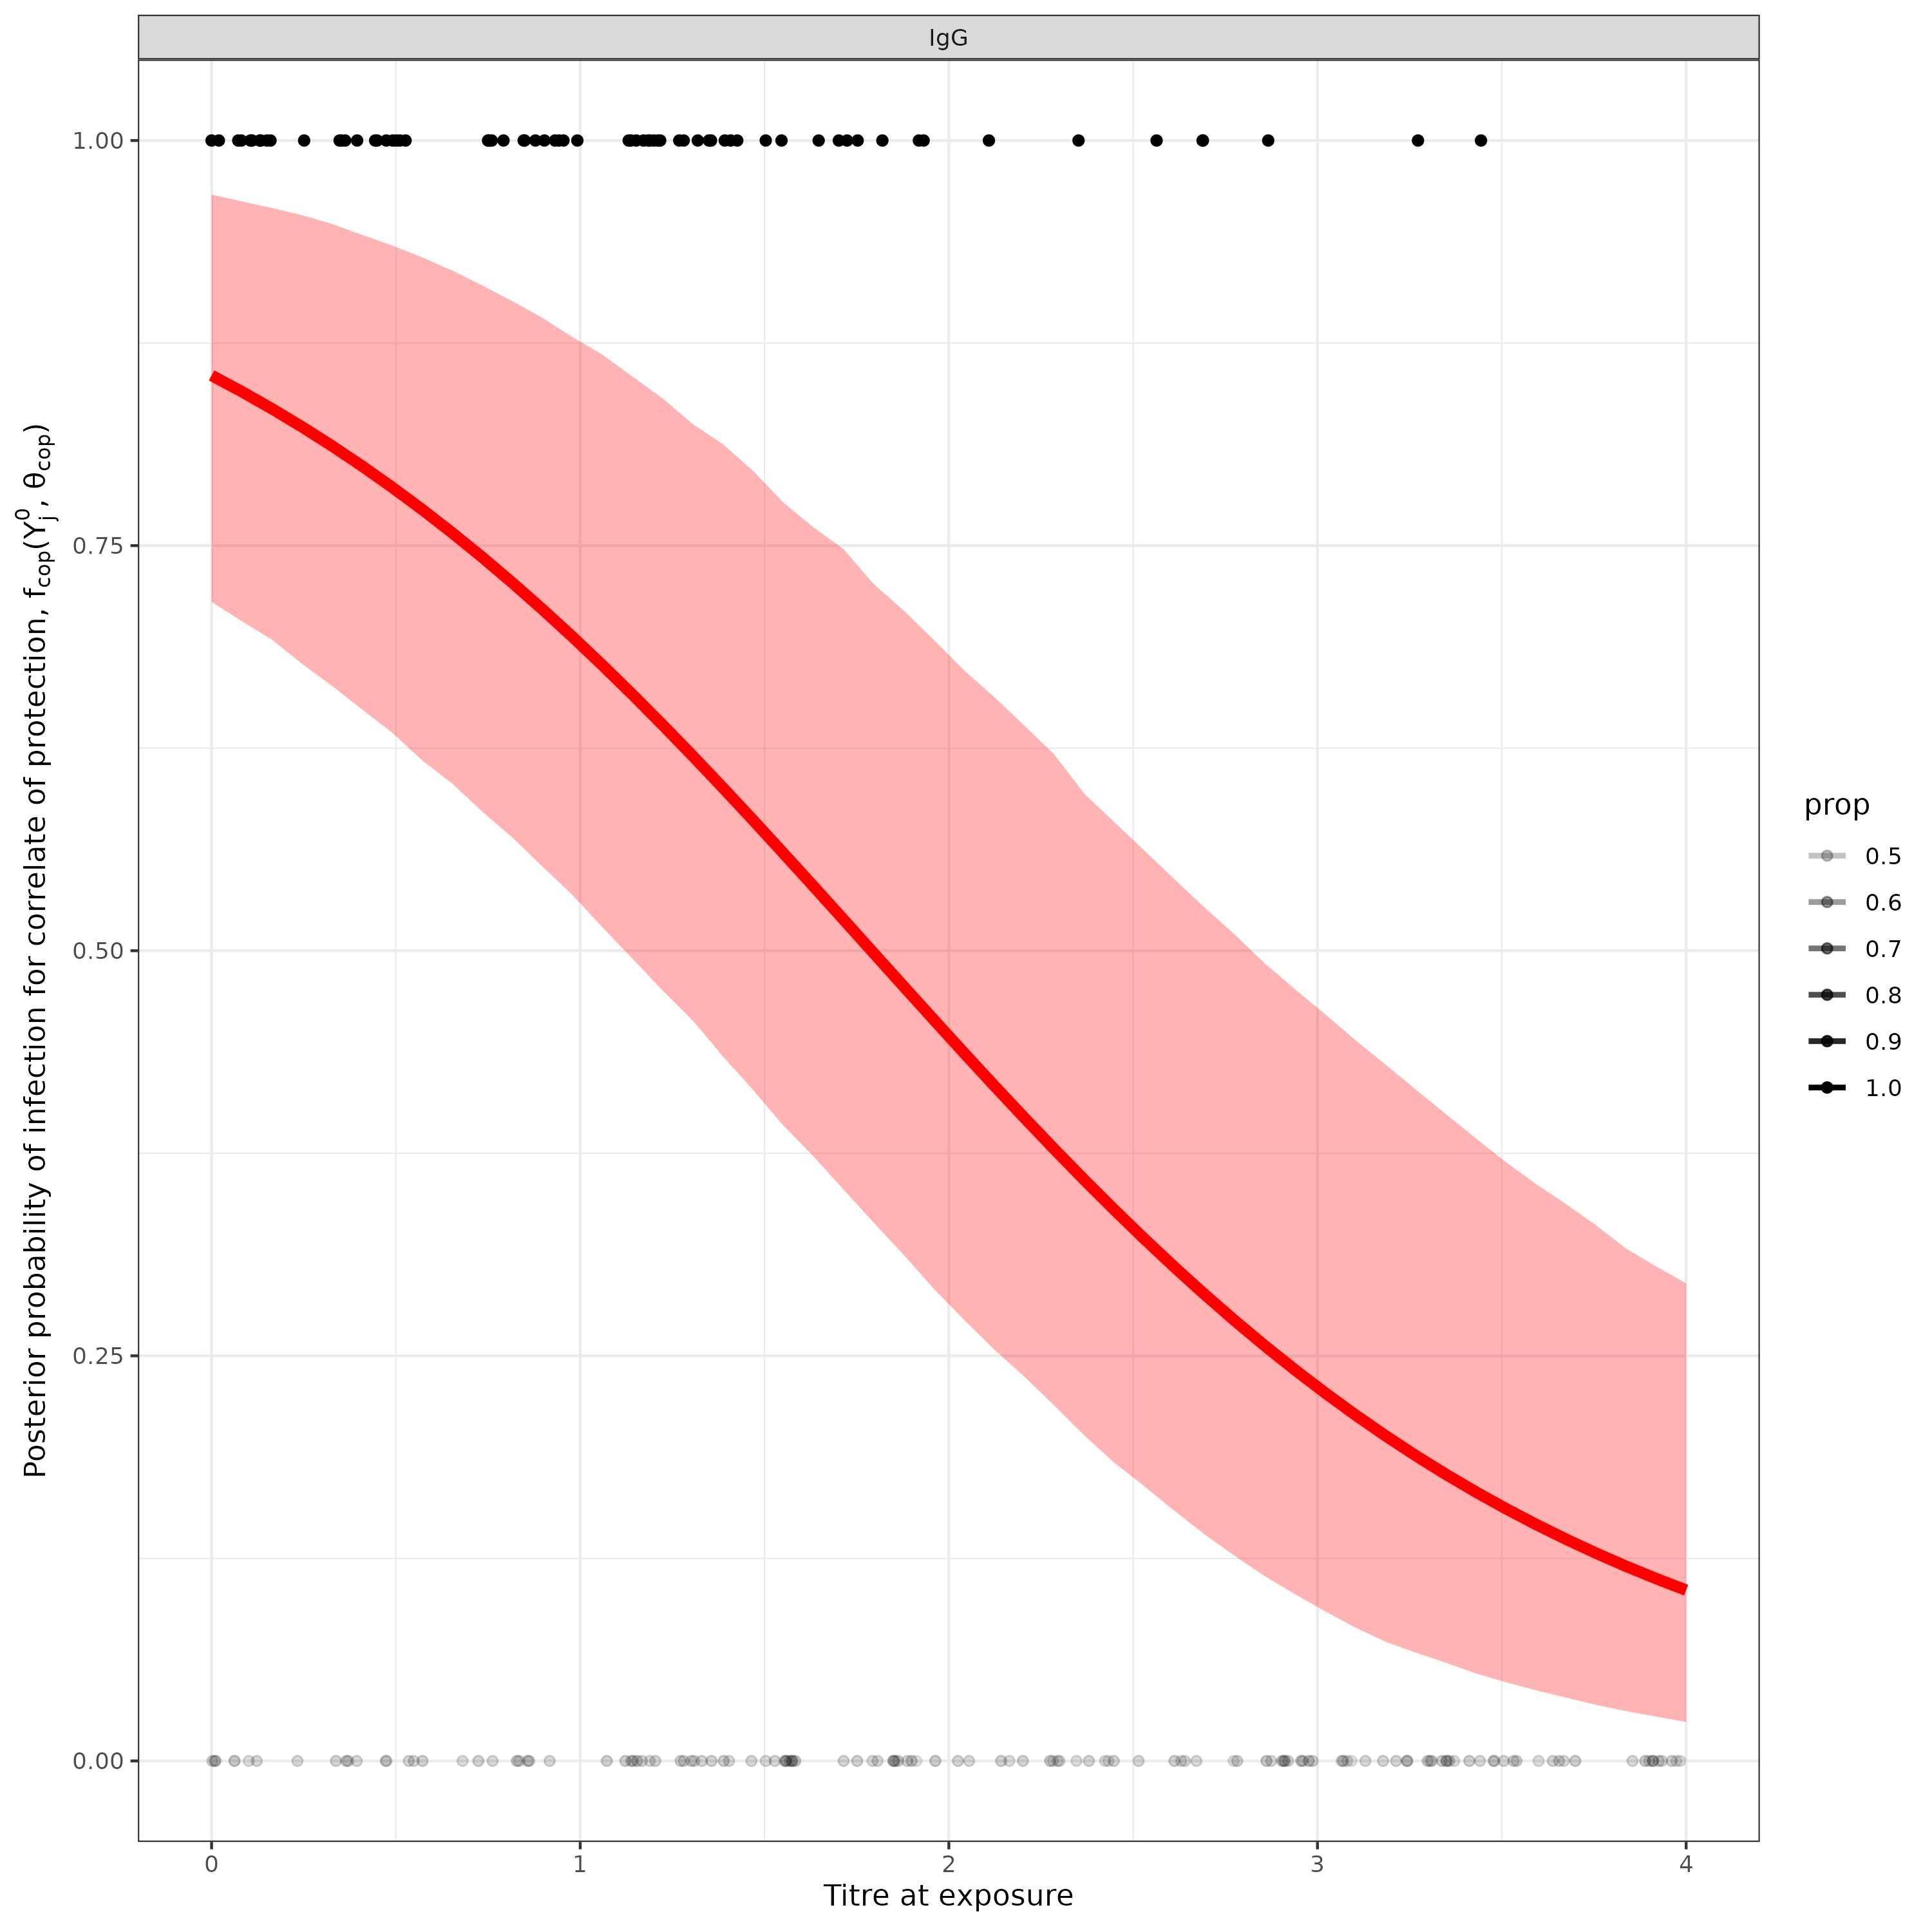 IgG
Posterior probability of infection for correlate of protection, f_cop(Y_j^0, θ_cop)
1.00
0.75
0.50
0.25
0.00
0 1 2 3 4
Titre at exposure
prop
0.5
0.6
0.7
0.8
0.9
1.0